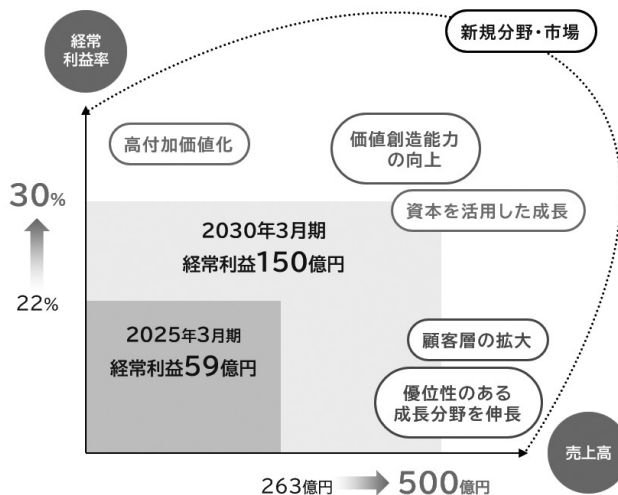 経常
利益率
新規分野・市場
高付加価値化
価値創造能力
の向上
30%
資本を活用した成長
2030年3月期
経常利益150億円
22%
2025年3月期
経常利益59億円
顧客層の拡大
優位性のある
成長分野を伸長
売上高
263億円 500億円